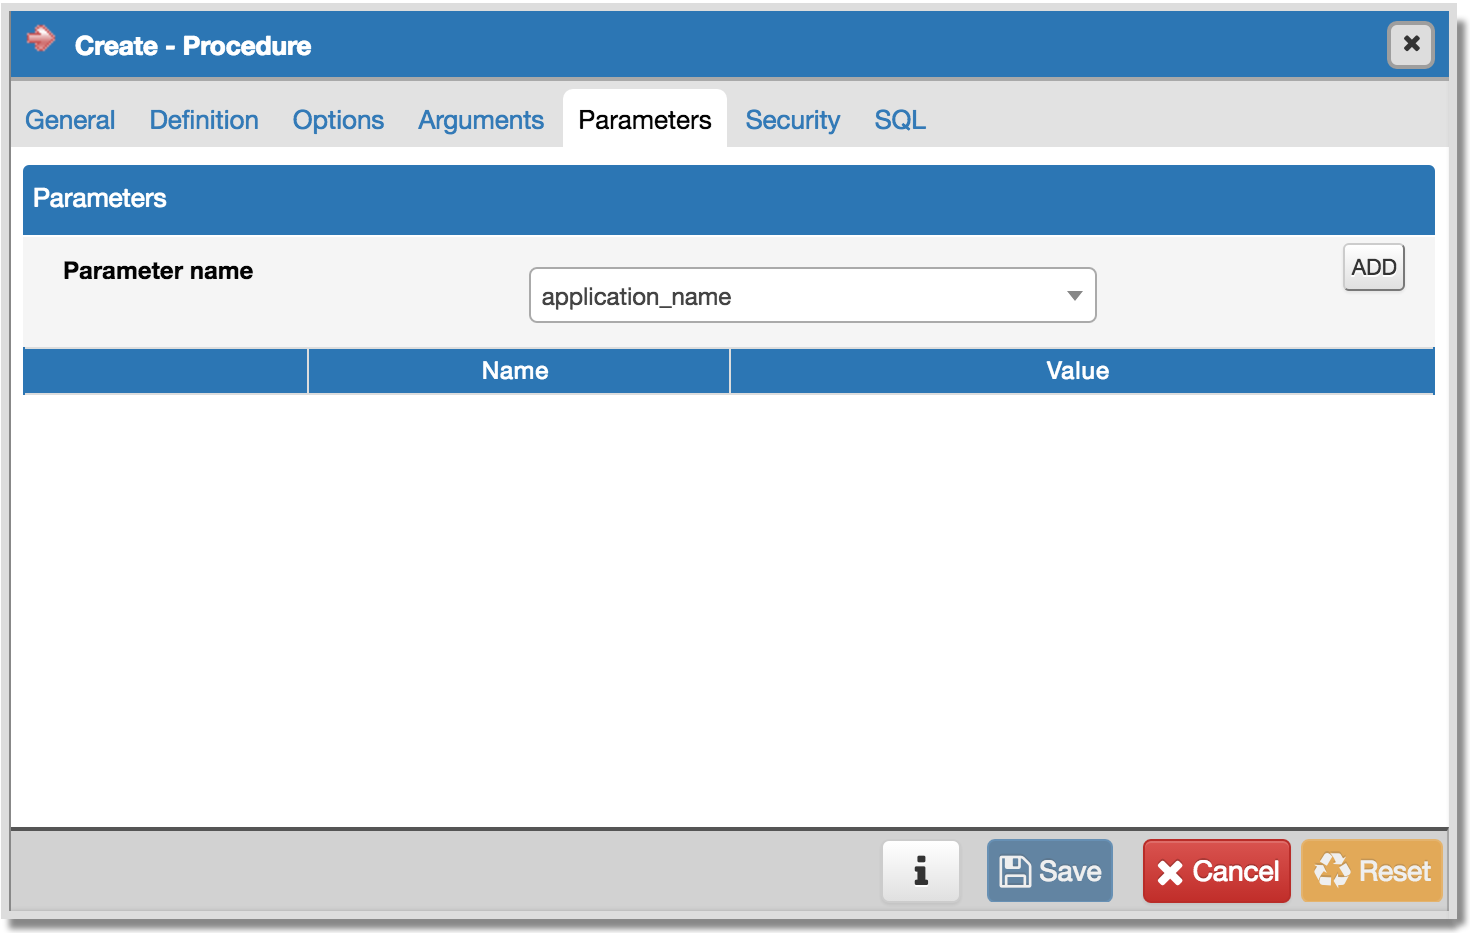 Create - Procedure
General Definition Options Arguments Parameters Security SQL
Parameters
Parameter name
application_name
ADD
Name Value
Save Cancel Reset